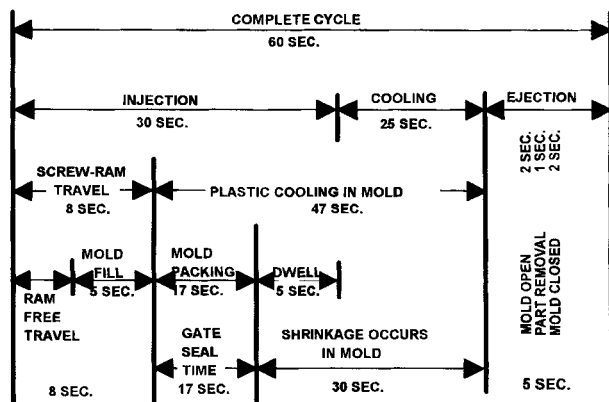 COMPLETE CYCLE
60 SEC.
INJECTION
30 SEC.
COOLING
25 SEC.
EJECTION
2 SEC.
1 SEC.
2 SEC.
SCREW-RAM
TRAVEL
8 SEC.
PLASTIC COOLING IN MOLD
47 SEC.
MOLD
FILL
5 SEC.
MOLD
PACKING
17 SEC.
DWELL
5 SEC.
RAM
FREE
TRAVEL
MOLD OPEN
PART REMOVAL
MOLD CLOSED
GATE
SEAL
TIME
17 SEC.
SHRINKAGE OCCURS
IN MOLD
30 SEC.
8 SEC.
5 SEC.